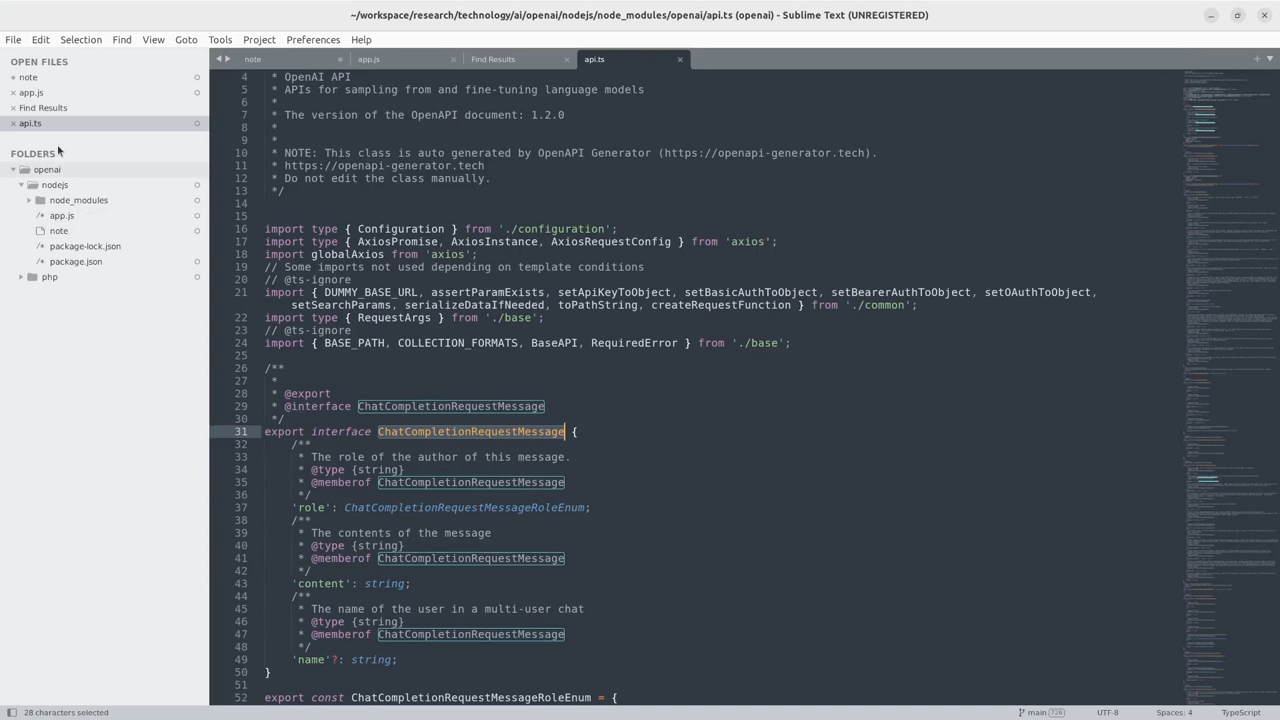 ~/workspace/research/technology/ai/openai/nodejs/node_modules/openai/api.ts (openai) - Sublime Text (UNREGISTERED)
File Edit Selection Find View Goto Tools Project Preferences Help
OPEN FILES
note
app.js
Find Results
api.ts
FOLDERS
openai
nodejs
node_modules
app.js
note
package-lock.json
package.json
php
note app.js Find Results api.ts
4 * OpenAI API
5 * APIs for sampling from and fine-tuning language models
6 *
7 * The version of the OpenAPI document: 1.2.0
8 *
9 *
10 * NOTE: This class is auto generated by OpenAPI Generator (https://openapi-generator.tech).
11 * https://openapi-generator.tech
12 * Do not edit the class manually.
13 */
14
15
16 import type { Configuration } from './configuration';
17 import type { AxiosPromise, AxiosInstance, AxiosRequestConfig } from 'axios';
18 import globalAxios from 'axios';
19 // Some imports not used depending on template conditions
20 // @ts-ignore
21 import { DUMMY_BASE_URL, assertParamExists, setApiKeyToObject, setBasicAuthToObject, setBearerAuthToObject, setOAuthToObject,
setSearchParams, serializeDataIfNeeded, toPathString, createRequestFunction } from './common';
22 import type { RequestArgs } from './base';
23 // @ts-ignore
24 import { BASE_PATH, COLLECTION_FORMATS, BaseAPI, RequiredError } from './base';
25
26 /**
27 *
28 * @export
29 * @interface ChatCompletionRequestMessage
30 */
31 export interface ChatCompletionRequestMessage {
32 /**
33 * The role of the author of this message.
34 * @type {string}
35 * @memberof ChatCompletionRequestMessage
36 */
37 'role': ChatCompletionRequestMessageRoleEnum;
38 /**
39 * The contents of the message
40 * @type {string}
41 * @memberof ChatCompletionRequestMessage
42 */
43 'content': string;
44 /**
45 * The name of the user in a multi-user chat
46 * @type {string}
47 * @memberof ChatCompletionRequestMessage
48 */
49 'name'?: string;
50 }
51
52 export const ChatCompletionRequestMessageRoleEnum = {
28 characters selected main 726 UTF-8 Spaces: 4 TypeScript